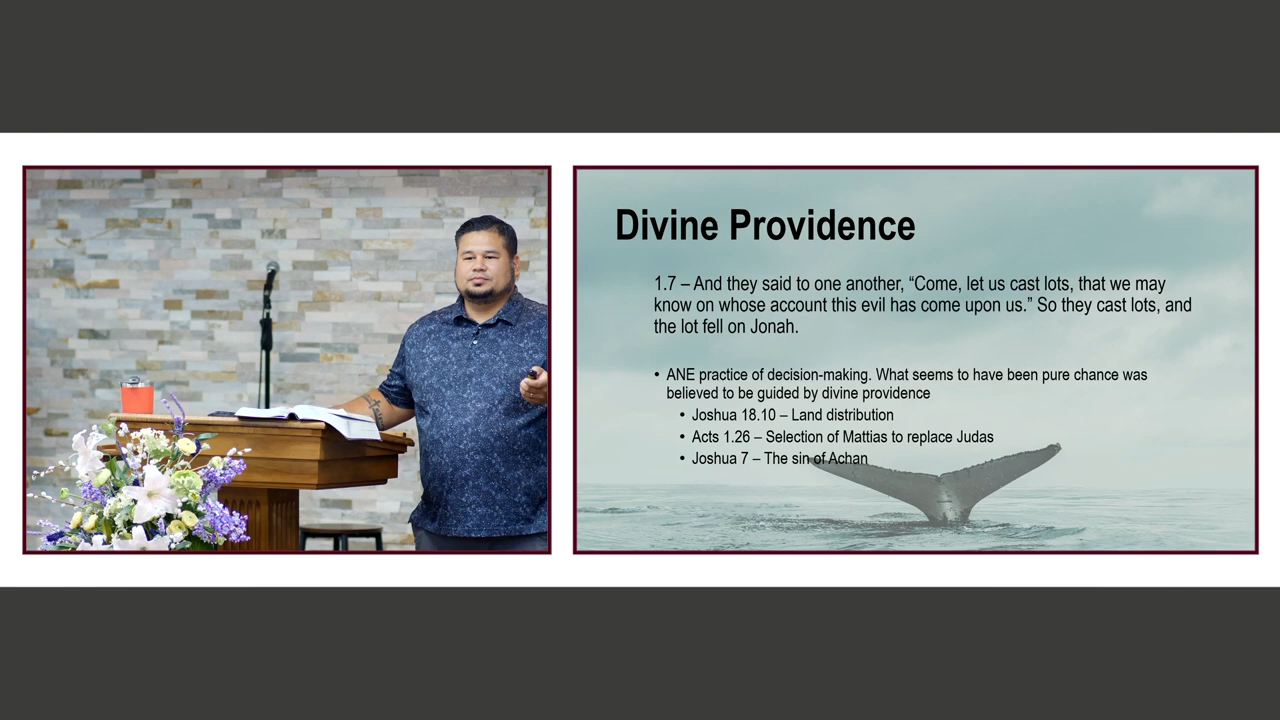 Divine Providence
1.7 – And they said to one another, “Come, let us cast lots, that we may
know on whose account this evil has come upon us.” So they cast lots, and
the lot fell on Jonah.
• ANE practice of decision-making. What seems to have been pure chance was
believed to be guided by divine providence
• Joshua 18.10 – Land distribution
• Acts 1.26 – Selection of Mattias to replace Judas
• Joshua 7 – The sin of Achan